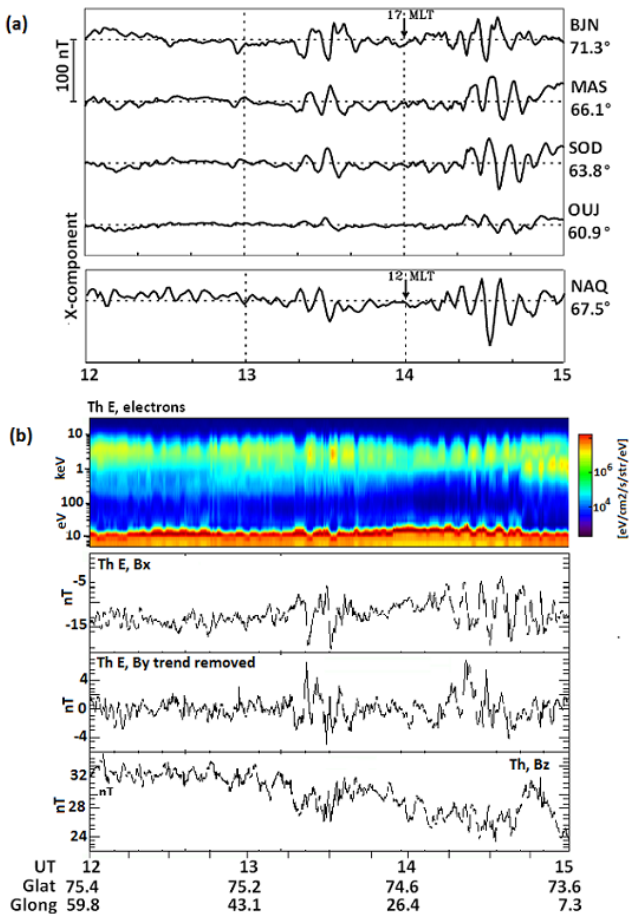 (a)
17 MLT
BJN
71.3°
100 nT
MAS
66.1°
SOD
63.8°
OUJ
60.9°
X-component
12 MLT
NAQ
67.5°
12 13 14 15
(b)
Th E, electrons
10
keV
1
100
eV
10
10⁶
10⁴
[eV/cm2/s/str/eV]
Th E, Bx
-5
nT
-15
Th E, By trend removed
4
nT
0
-4
Th, Bz
32
nT
nT
28
24
UT 12 13 14 15
Glat 75.4 75.2 74.6 73.6
Glong 59.8 43.1 26.4 7.3